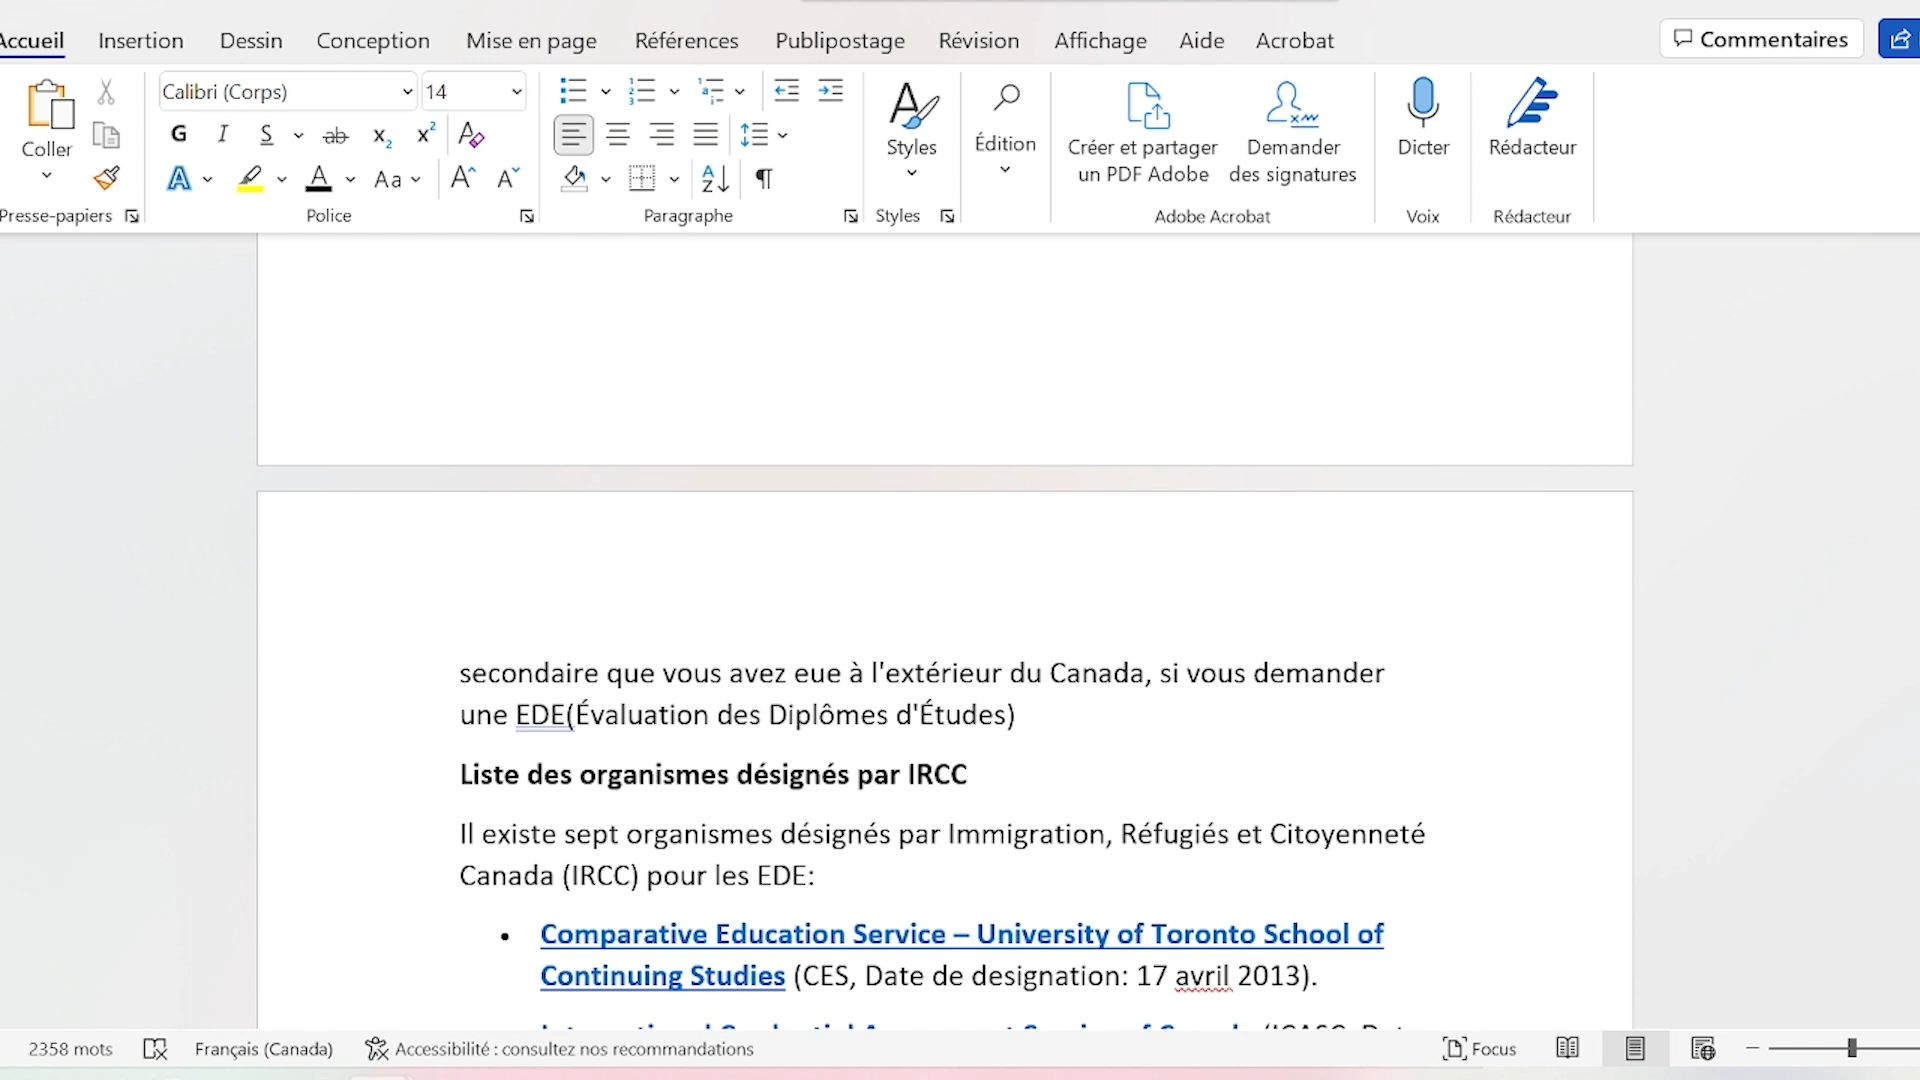 Accueil Insertion Dessin Conception Mise en page Références Publipostage Révision Affichage Aide Acrobat Commentaires
Calibri (Corps) 14
G I S ab x₂ x² A
Coller Styles Édition Créer et partager un PDF Adobe Demander des signatures Dicter Rédacteur
A A Aa A A
Presse-papiers Police Paragraphe Styles Adobe Acrobat Voix Rédacteur
secondaire que vous avez eue à l'extérieur du Canada, si vous demander
une EDE(Évaluation des Diplômes d'Études)
Liste des organismes désignés par IRCC
Il existe sept organismes désignés par Immigration, Réfugiés et Citoyenneté
Canada (IRCC) pour les EDE:
• Comparative Education Service – University of Toronto School of
Continuing Studies (CES, Date de designation: 17 avril 2013).
2358 mots Français (Canada) Accessibilité : consultez nos recommandations Focus